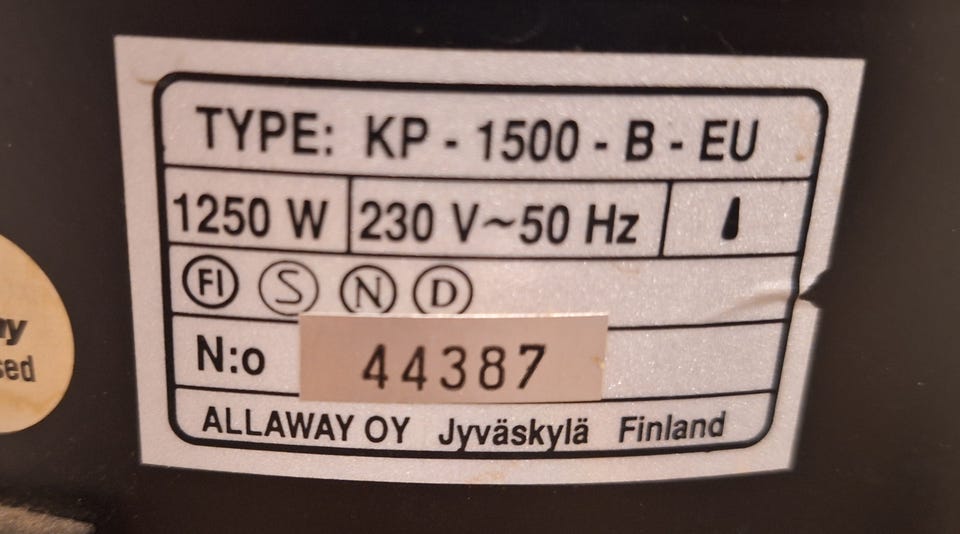 TYPE: KP - 1500 - B - EU
1250 W 230 V~50 Hz
FI S N D
N:o 44387
ALLAWAY OY Jyväskylä Finland